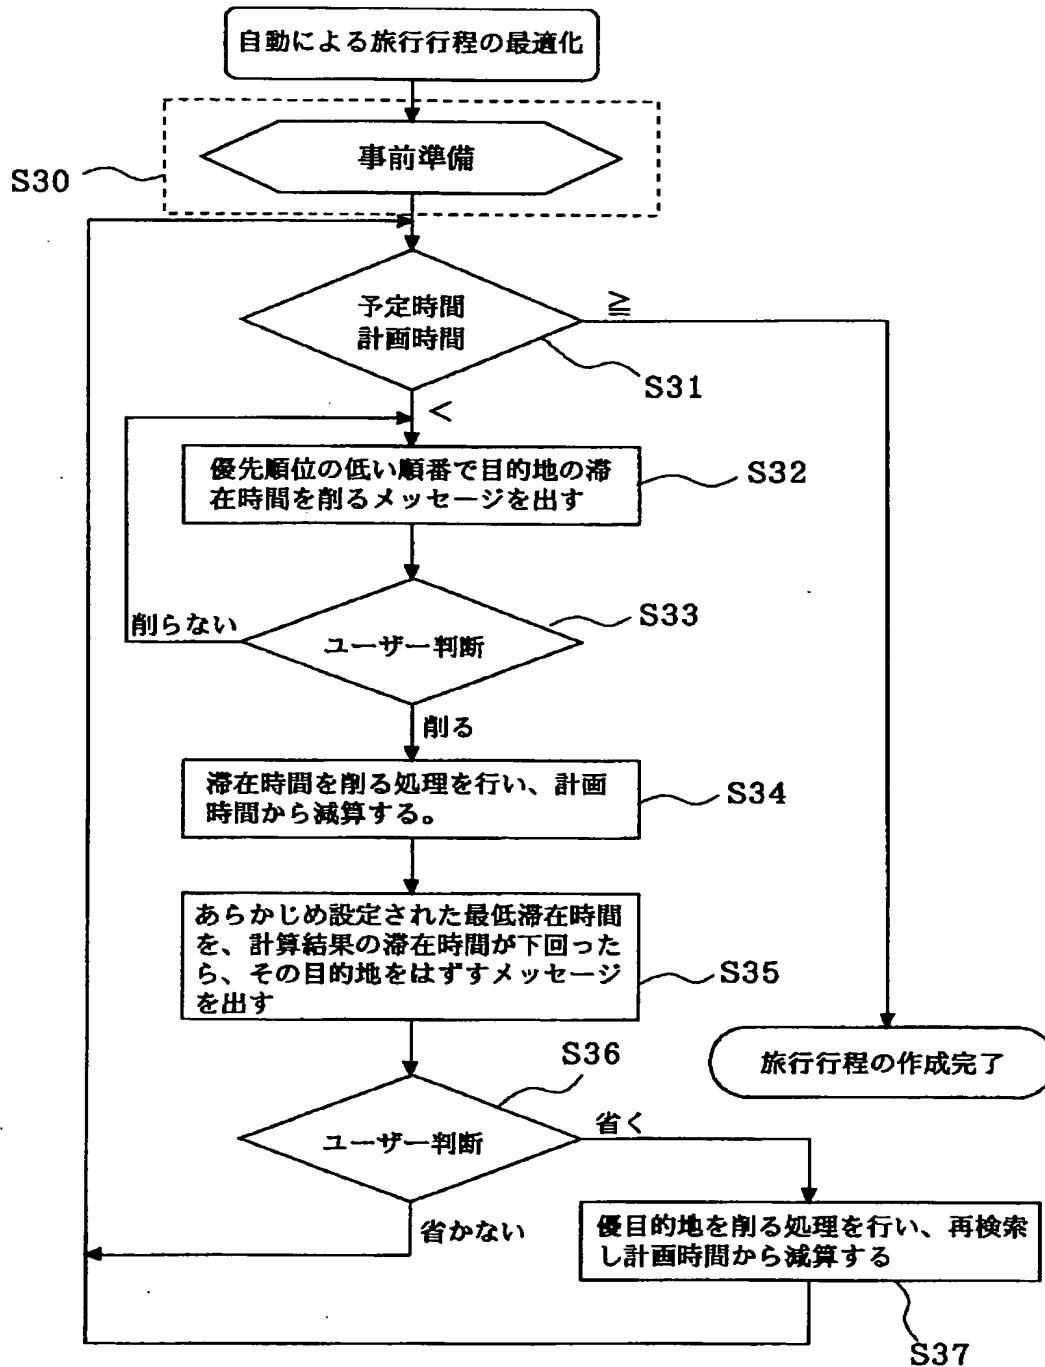 自動による旅行行程の最適化
事前準備
S30
予定時間
計画時間
≧
S31
<
優先順位の低い順番で目的地の滞
在時間を削るメッセージを出す
S32
削らない
ユーザー判断
S33
削る
滞在時間を削る処理を行い、計画
時間から減算する。
S34
あらかじめ設定された最低滞在時間
を、計算結果の滞在時間が下回った
ら、その目的地をはずすメッセージ
を出す
S35
旅行行程の作成完了
S36
ユーザー判断
省く
省かない
優目的地を削る処理を行い、再検索
し計画時間から減算する
S37